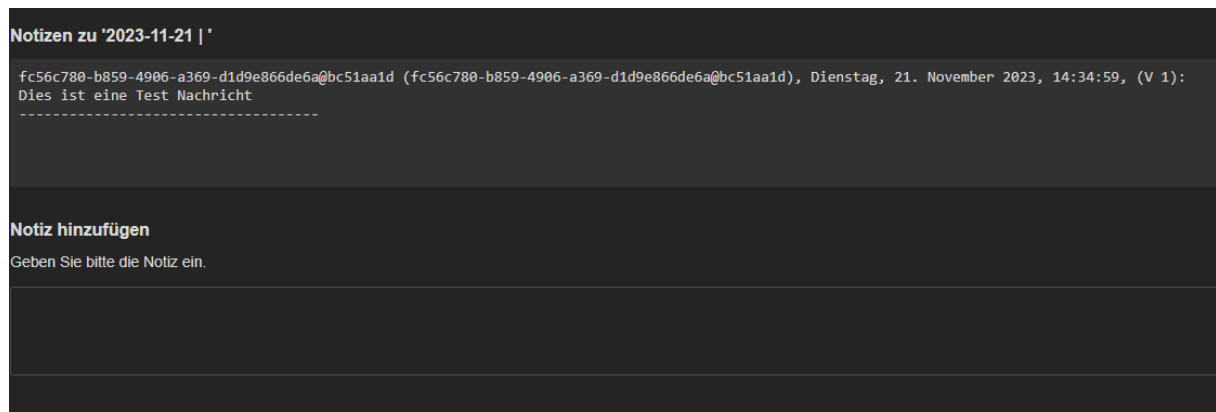 Notizen zu '2023-11-21 | '
fc56c780-b859-4906-a369-d1d9e866de6a@bc51aa1d (fc56c780-b859-4906-a369-d1d9e866de6a@bc51aa1d), Dienstag, 21. November 2023, 14:34:59, (V 1):
Dies ist eine Test Nachricht
------------------------------------
Notiz hinzufügen
Geben Sie bitte die Notiz ein.